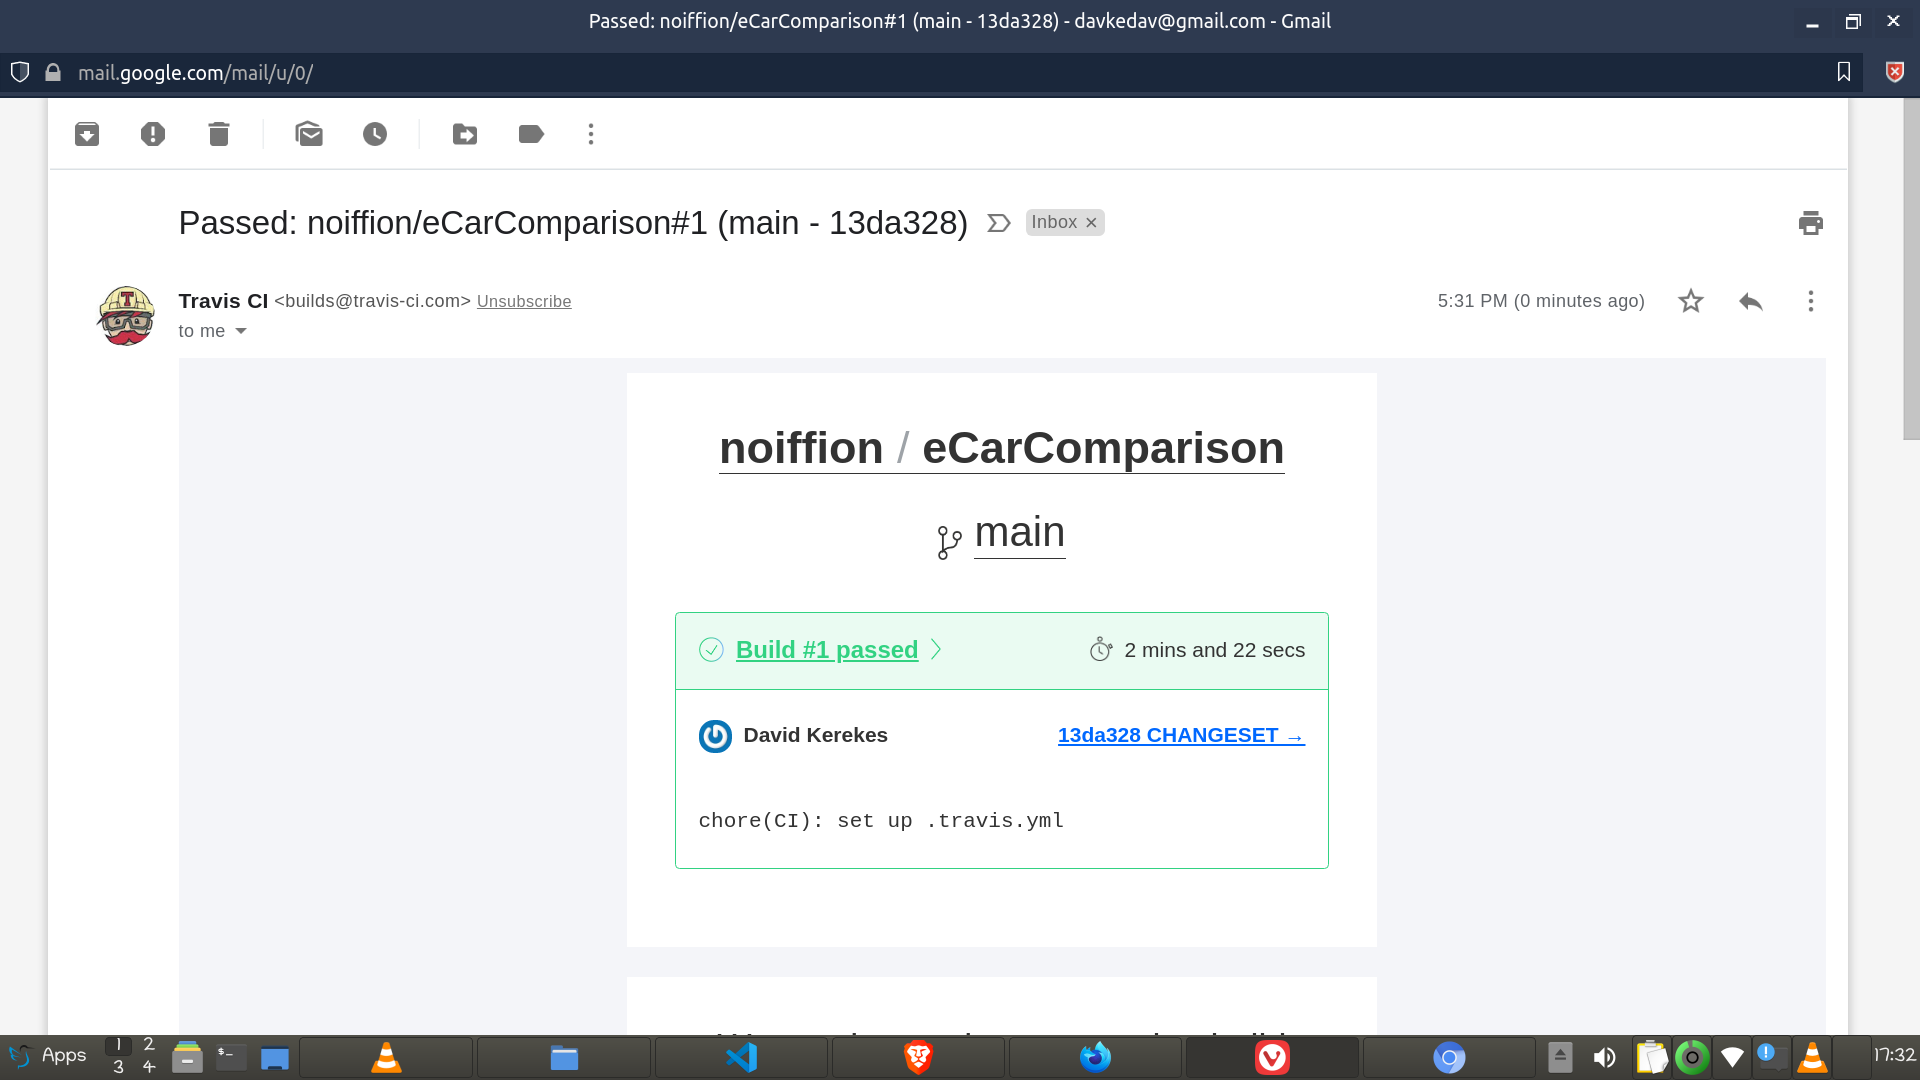 Passed: noiffion/eCarComparison#1 (main - 13da328) - davkedav@gmail.com - Gmail
mail.google.com/mail/u/0/
Passed: noiffion/eCarComparison#1 (main - 13da328) Inbox ×
Travis CI <builds@travis-ci.com> Unsubscribe
5:31 PM (0 minutes ago)
to me
noiffion / eCarComparison
main
Build #1 passed
2 mins and 22 secs
David Kerekes
13da328 CHANGESET →
chore(CI): set up .travis.yml
Apps
1 2
3 4
17:32